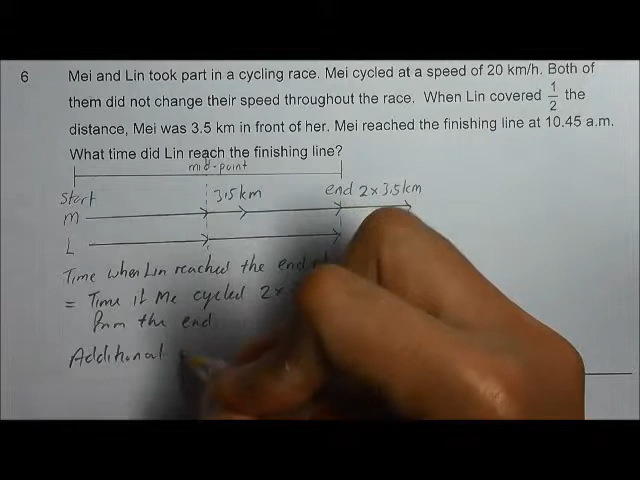 6 Mei and Lin took part in a cycling race. Mei cycled at a speed of 20 km/h. Both of
them did not change their speed throughout the race. When Lin covered 1/2 the
distance, Mei was 3.5 km in front of her. Mei reached the finishing line at 10.45 a.m.
What time did Lin reach the finishing line?
mid-point
Start 3.5km end 2 x 3.5km
M
L
Time when Lin reached the end
= Time if Me cycled 2 x
from the end
Additional